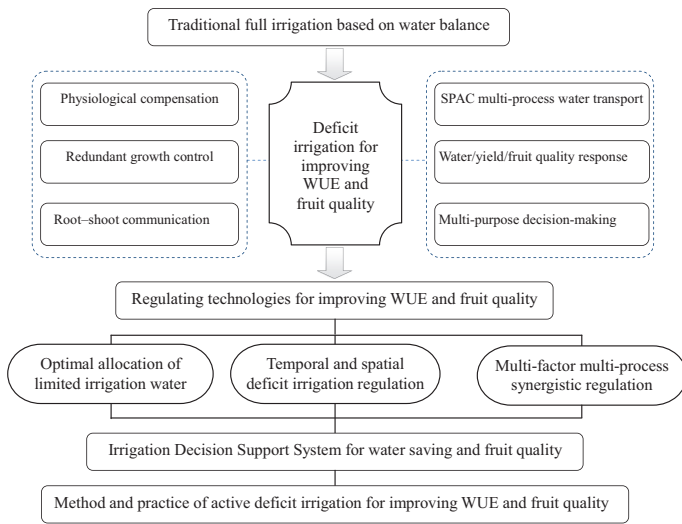 Traditional full irrigation based on water balance
Physiological compensation
Redundant growth control
Root–shoot communication
Deficit
irrigation for
improving
WUE and
fruit quality
SPAC multi-process water transport
Water/yield/fruit quality response
Multi-purpose decision-making
Regulating technologies for improving WUE and fruit quality
Optimal allocation of
limited irrigation water
Temporal and spatial
deficit irrigation regulation
Multi-factor multi-process
synergistic regulation
Irrigation Decision Support System for water saving and fruit quality
Method and practice of active deficit irrigation for improving WUE and fruit quality